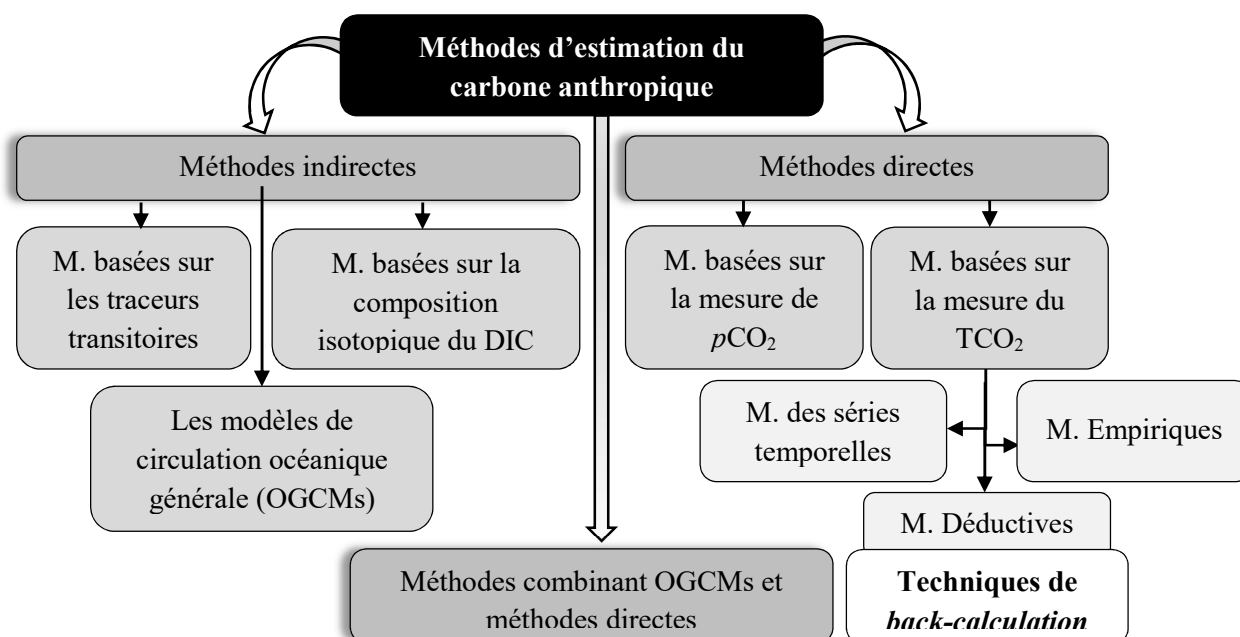 Méthodes d’estimation du
carbone anthropique
Méthodes indirectes
Méthodes directes
M. basées sur
les traceurs
transitoires
M. basées sur la
composition
isotopique du DIC
M. basées sur
la mesure de
pCO₂
M. basées sur
la mesure du
TCO₂
Les modèles de
circulation océanique
générale (OGCMs)
M. des séries
temporelles
M. Empiriques
M. Déductives
Techniques de
back-calculation
Méthodes combinant OGCMs et
méthodes directes